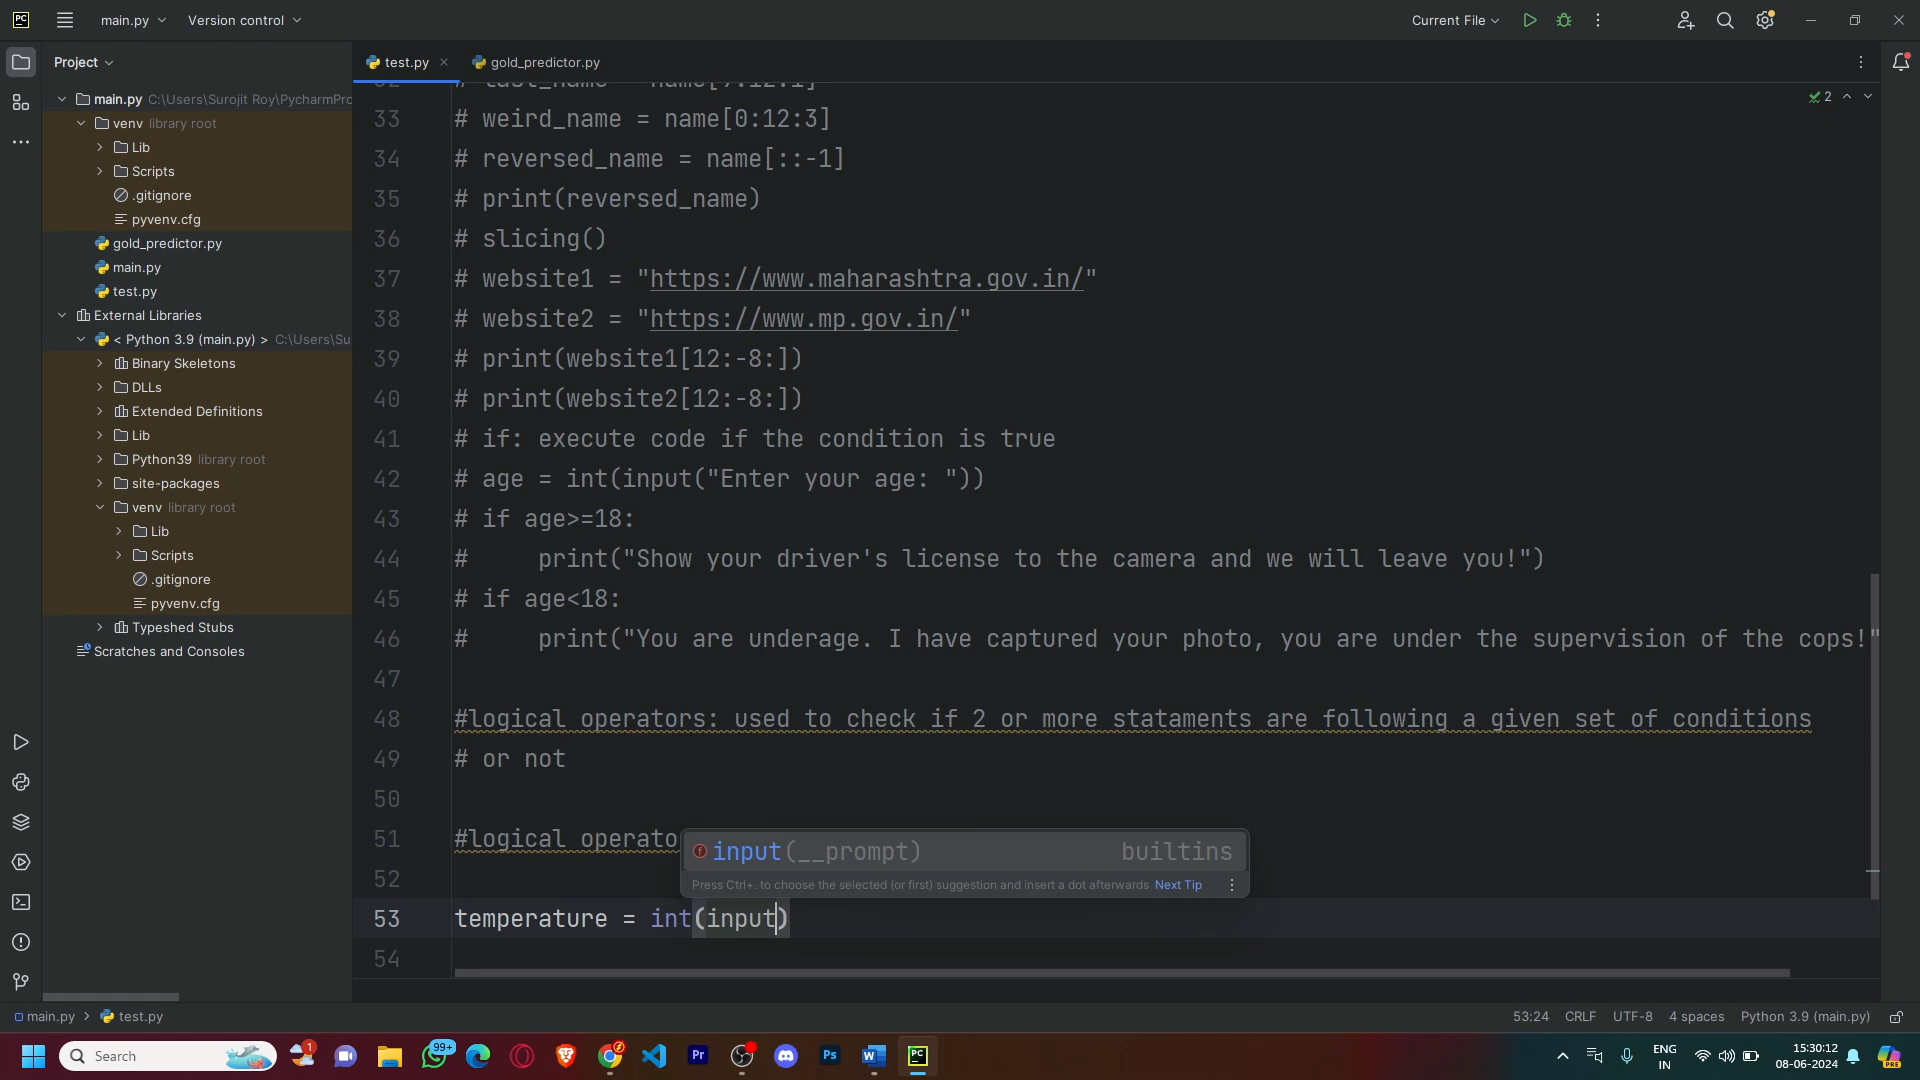 main.py
Version control
Current File
Project
test.py
gold_predictor.py
main.py C:\Users\Surojit Roy\PycharmPro
venv library root
Lib
Scripts
.gitignore
pyvenv.cfg
gold_predictor.py
main.py
test.py
External Libraries
< Python 3.9 (main.py) > C:\Users\Su
Binary Skeletons
DLLs
Extended Definitions
Lib
Python39 library root
site-packages
venv library root
Lib
Scripts
.gitignore
pyvenv.cfg
Typeshed Stubs
Scratches and Consoles
2
33 # weird_name = name[0:12:3]
34 # reversed_name = name[::-1]
35 # print(reversed_name)
36 # slicing()
37 # website1 = "https://www.maharashtra.gov.in/"
38 # website2 = "https://www.mp.gov.in/"
39 # print(website1[12:-8:])
40 # print(website2[12:-8:])
41 # if: execute code if the condition is true
42 # age = int(input("Enter your age: "))
43 # if age>=18:
44 #     print("Show your driver's license to the camera and we will leave you!")
45 # if age<18:
46 #     print("You are underage. I have captured your photo, you are under the supervision of the cops!"
47
48 #logical operators: used to check if 2 or more stataments are following a given set of conditions
49 # or not
50
51 #logical operato
input(__prompt) builtins
Press Ctrl+. to choose the selected (or first) suggestion and insert a dot afterwards Next Tip
52
53 temperature = int(input)
54
main.py > test.py
53:24 CRLF UTF-8 4 spaces Python 3.9 (main.py)
Search
1
99+
ENG
IN
15:30:12
08-06-2024